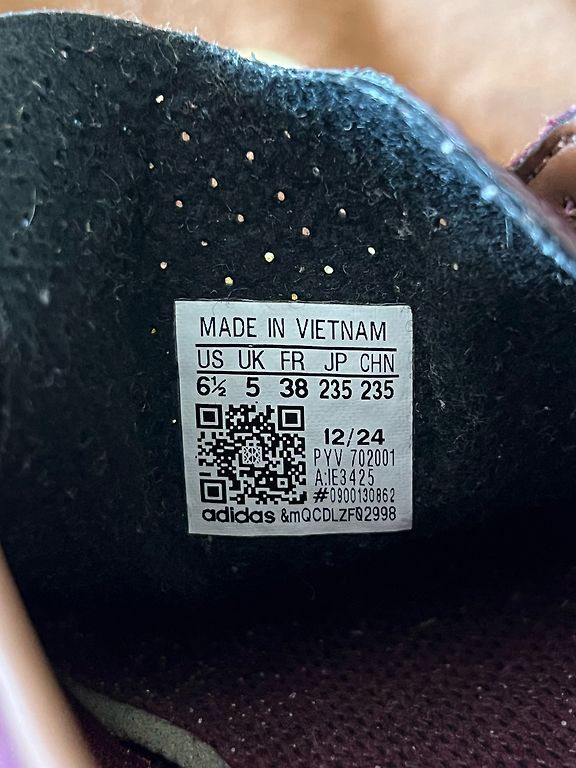 MADE IN VIETNAM
US UK FR JP CHN
6½ 5 38 235 235
12/24
PYV 702001
A:IE3425
#0900130862
adidas &mQCDLZF02998